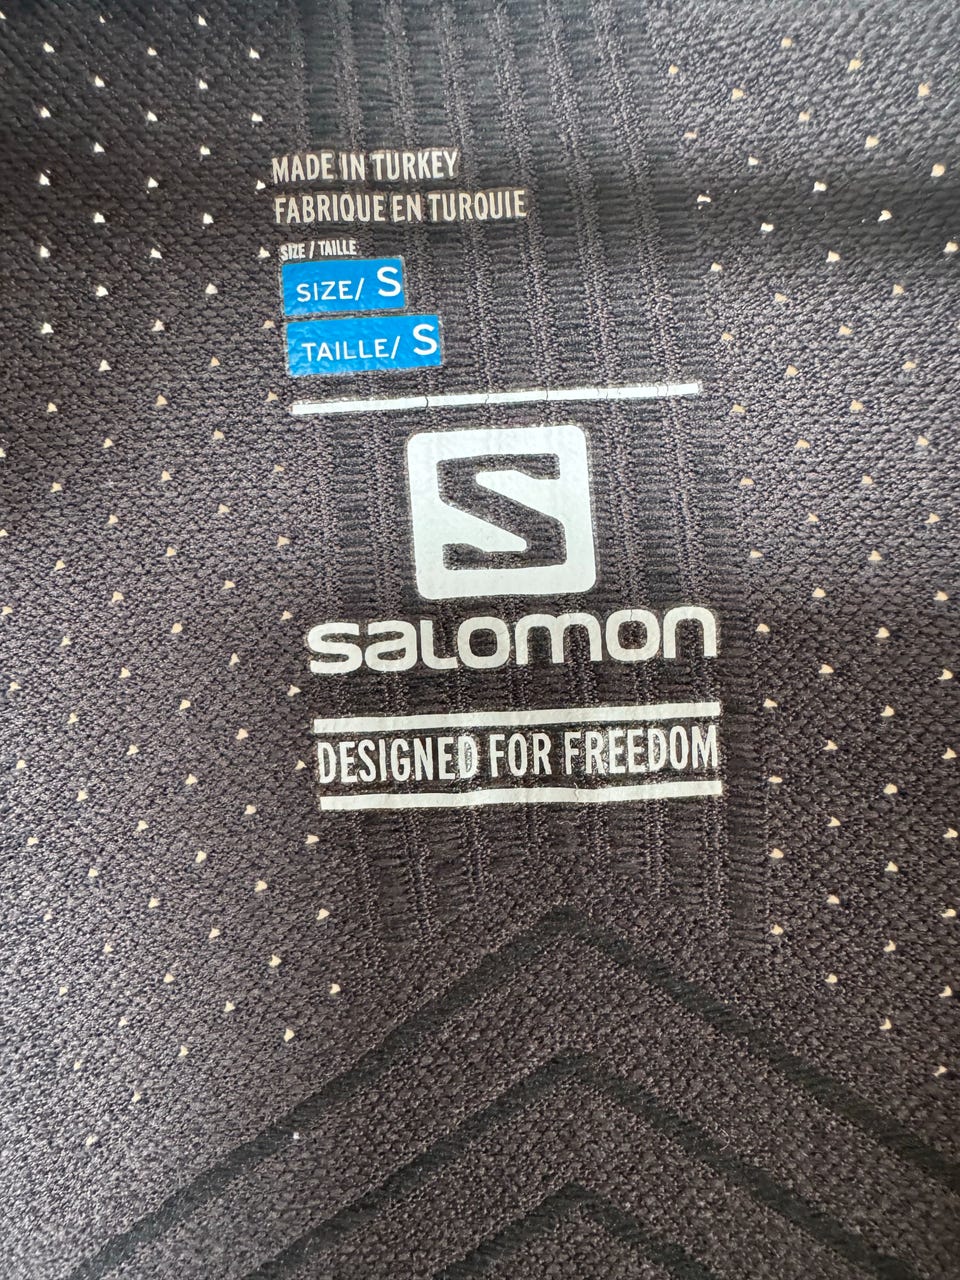 MADE IN TURKEY
FABRIQUE EN TURQUIE
SIZE / TAILLE
SIZE/ S
TAILLE/ S
S
salomon
DESIGNED FOR FREEDOM